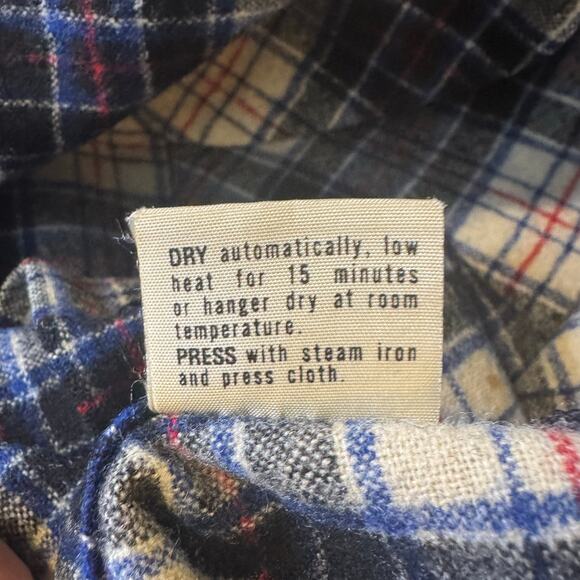 DRY automatically, low
heat for 15 minutes
or hanger dry at room
temperature.
PRESS with steam iron
and press cloth.